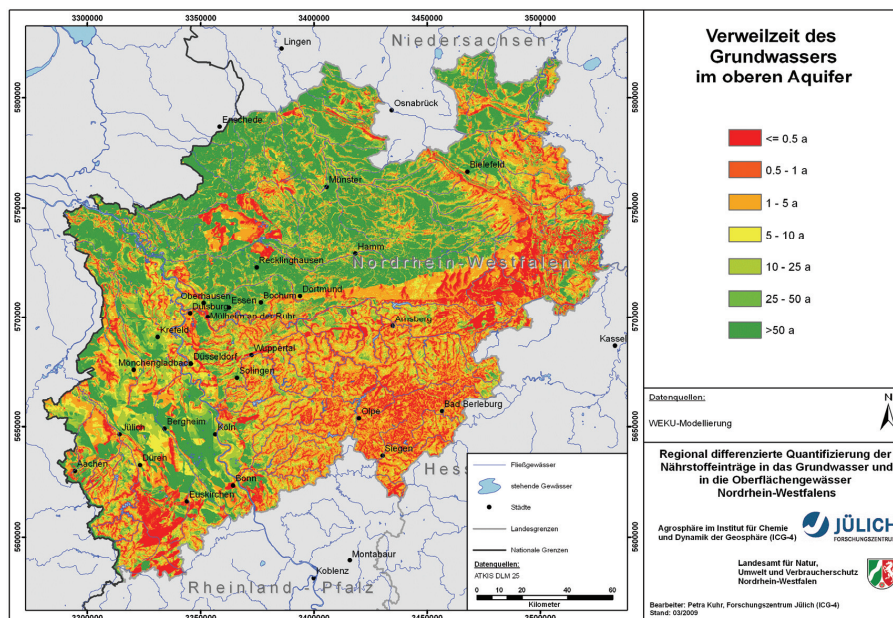 3300000
3350000
3400000
3450000
3500000
5800000
5750000
5700000
5650000
5600000
5800000
5750000
5700000
5650000
5600000
Niedersachsen
Nordrhein-Westfalen
Hess
Rheinland - Pfalz
Lingen
Osnabrück
Enschede
Bielefeld
Münster
Hamm
Recklinghausen
Dortmund
Bochum
Oberhausen
Essen
Duisburg
Mülheim an der Ruhr
Arnsberg
Krefeld
Kassel
Wuppertal
Düsseldorf
Mönchengladbach
Solingen
Bad Berleburg
Olpe
Bergheim
Köln
Jülich
Siegen
Düren
Aachen
Bonn
Euskirchen
Montabaur
Koblenz
Fließgewässer
stehende Gewässer
Städte
Landesgrenzen
Nationale Grenzen
Datenquellen:
ATKIS DLM 25
0 10 20 40 60
Kilometer
Verweilzeit des
Grundwassers
im oberen Aquifer
<= 0.5 a
0.5 - 1 a
1 - 5 a
5 - 10 a
10 - 25 a
25 - 50 a
>50 a
Datenquellen:
WEKU-Modellierung
N
Regional differenzierte Quantifizierung der
Nährstoffeinträge in das Grundwasser und
in die Oberflächengewässer
Nordrhein-Westfalens
Agrosphäre im Institut für Chemie
und Dynamik der Geosphäre (ICG-4)
JÜLICH
FORSCHUNGSZENTRUM
Landesamt für Natur,
Umwelt und Verbraucherschutz
Nordrhein-Westfalen
Bearbeiter: Petra Kuhr, Forschungszentrum Jülich (ICG-4)
Stand: 03/2009